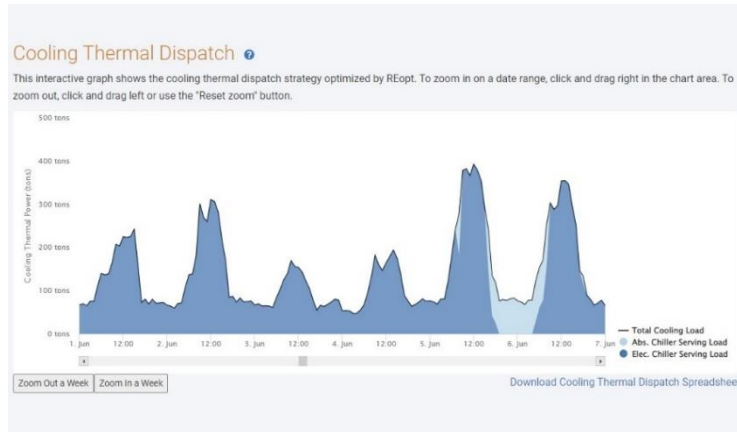 Cooling Thermal Dispatch ?
This interactive graph shows the cooling thermal dispatch strategy optimized by REopt. To zoom in on a date range, click and drag right in the chart area. To
zoom out, click and drag left or use the "Reset zoom" button.
500 tons
400 tons
300 tons
200 tons
100 tons
0 tons
Cooling Thermal Power (tons)
1. Jun 12:00 2. Jun 12:00 3. Jun 12:00 4. Jun 12:00 5. Jun 12:00 6. Jun 12:00 7. Jun
Total Cooling Load
Abs. Chiller Serving Load
Elec. Chiller Serving Load
Zoom Out a Week Zoom In a Week
Download Cooling Thermal Dispatch Spreadshee